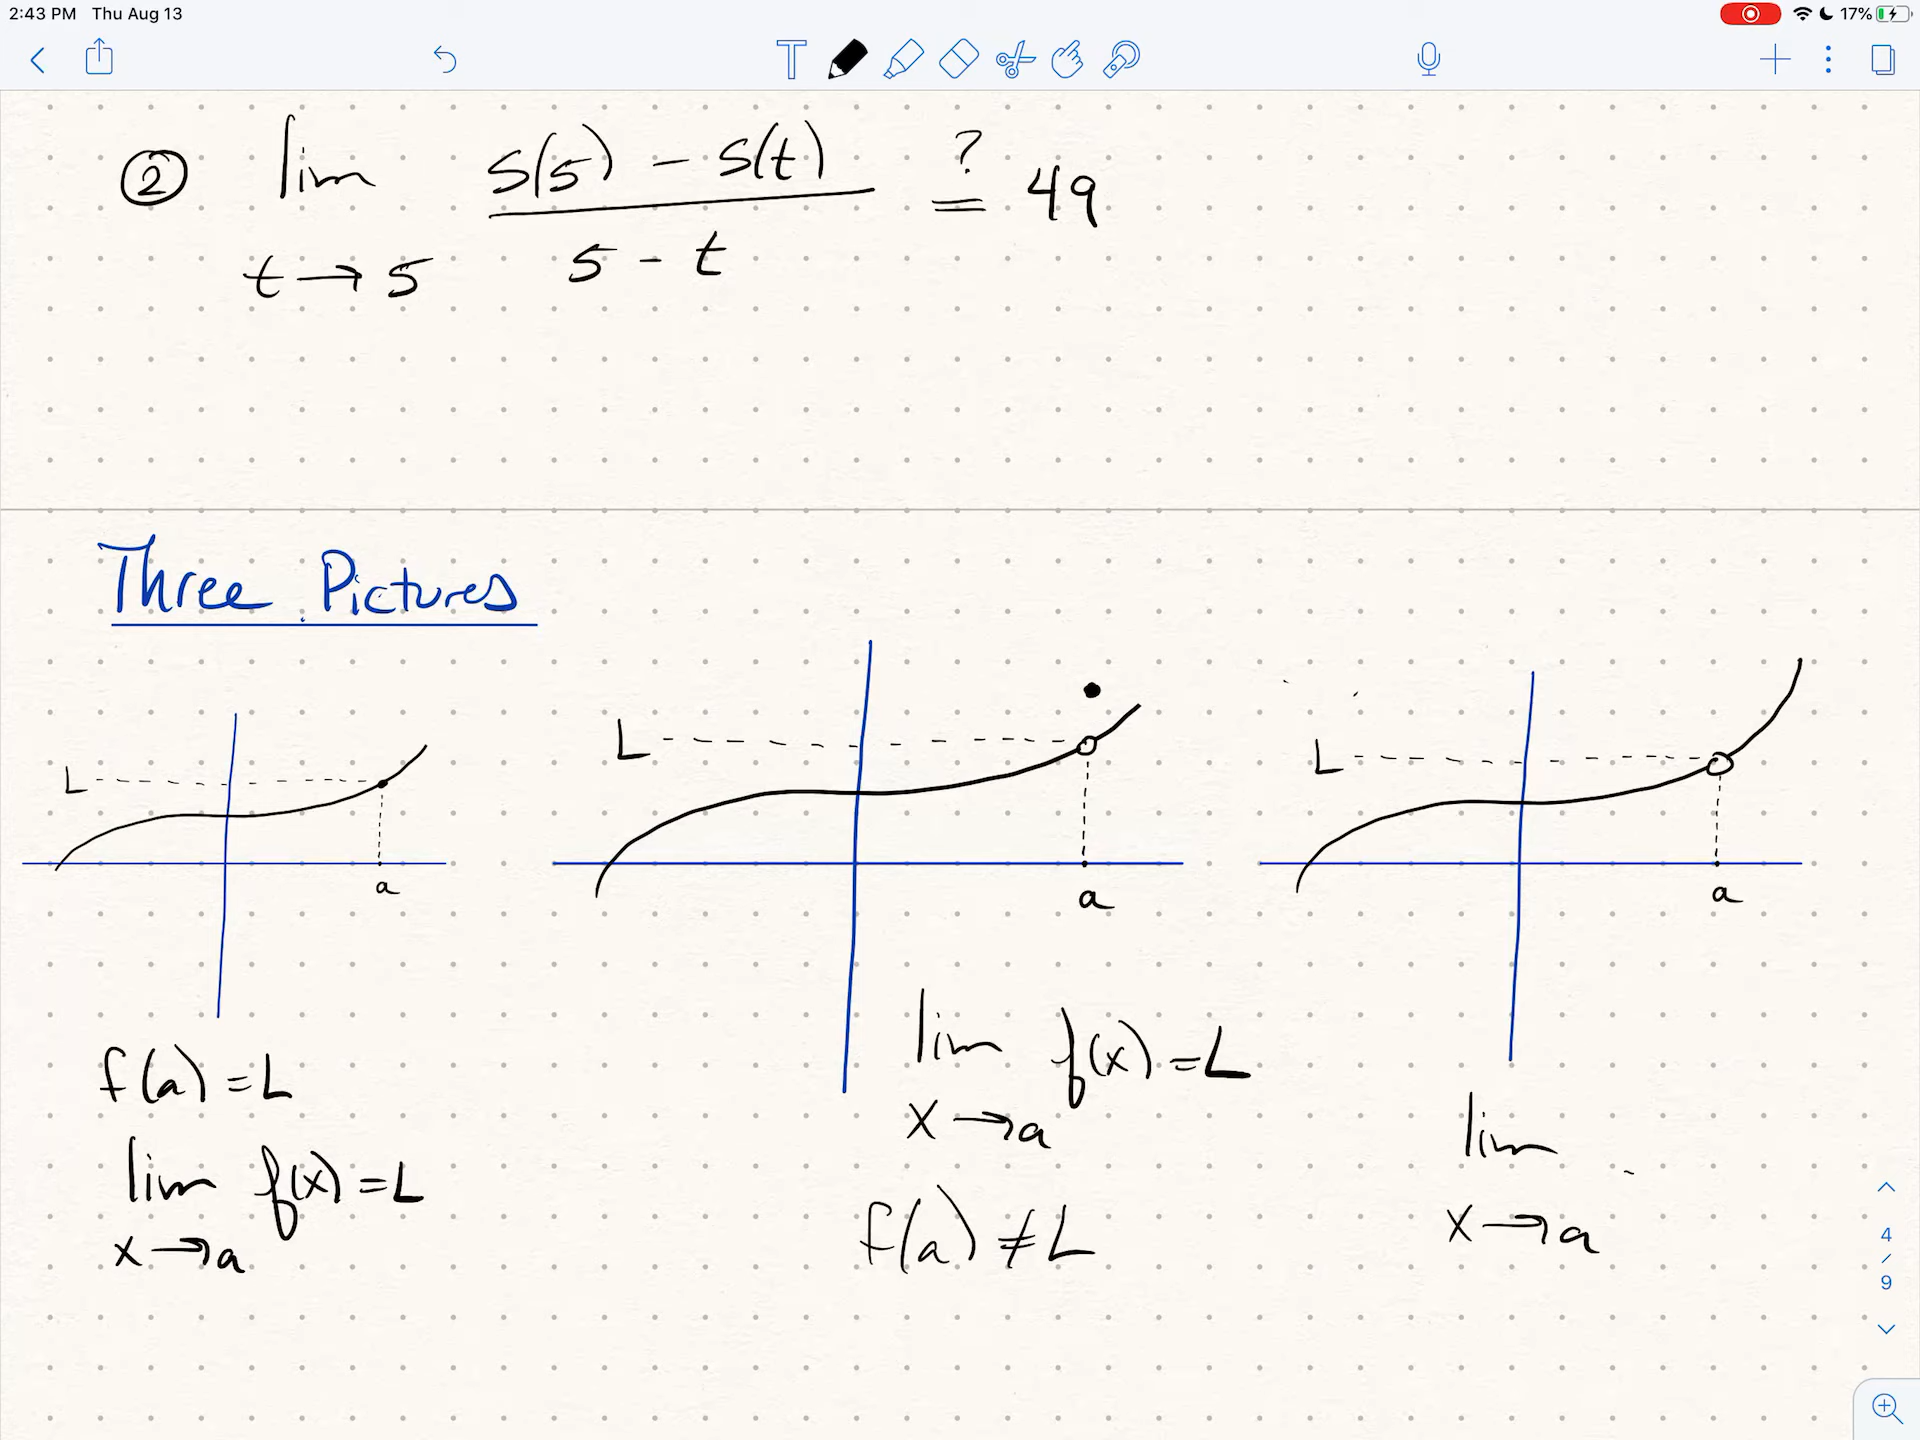 2:43 PM Thu Aug 13 17%
② lim s(5) - s(t) ? = 49
t → 5 5 - t
Three Pictures
L
a
L
a
L
a
f(a) = L
lim f(x) = L
x → a
lim f(x) = L
x → a
f(a) ≠ L
lim
x → a
4
/
9